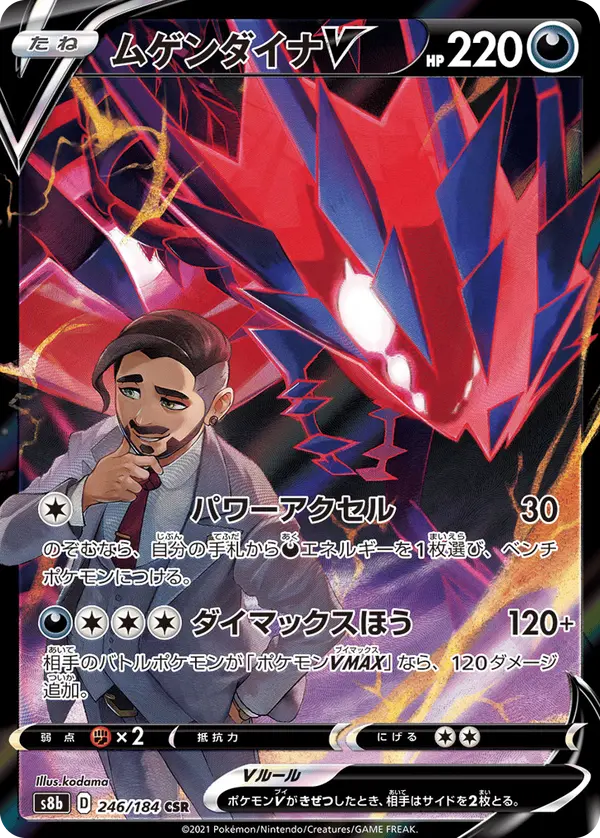 たね ムゲンダイナV HP220
パワーアクセル 30
のぞむなら、自分の手札からエネルギーを1枚選び、ベンチ
ポケモンにつける。
ダイマックスほう 120+
相手のバトルポケモンが「ポケモンVMAX」なら、120ダメージ
追加。
弱点 ×2 抵抗力 にげる
Illus.kodama
Vルール
s8b D 246/184 CSR
ポケモンVがきぜつしたとき、相手はサイドを2枚とる。
©2021 Pokémon/Nintendo/Creatures/GAME FREAK.